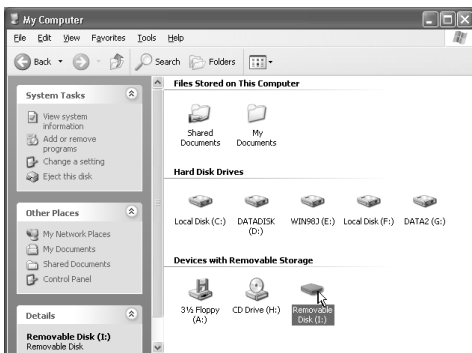 My Computer
File Edit View Favorites Tools Help
Back Search Folders
System Tasks
View system
information
Add or remove
programs
Change a setting
Eject this disk
Other Places
My Network Places
My Documents
Shared Documents
Control Panel
Details
Removable Disk (I:)
Removable Disk
Files Stored on This Computer
Shared
Documents
My
Documents
Hard Disk Drives
Local Disk (C:)
DATADISK
(D:)
WIN98J (E:)
Local Disk (F:)
DATA2 (G:)
Devices with Removable Storage
3½ Floppy
(A:)
CD Drive (H:)
Removable
Disk (I:)